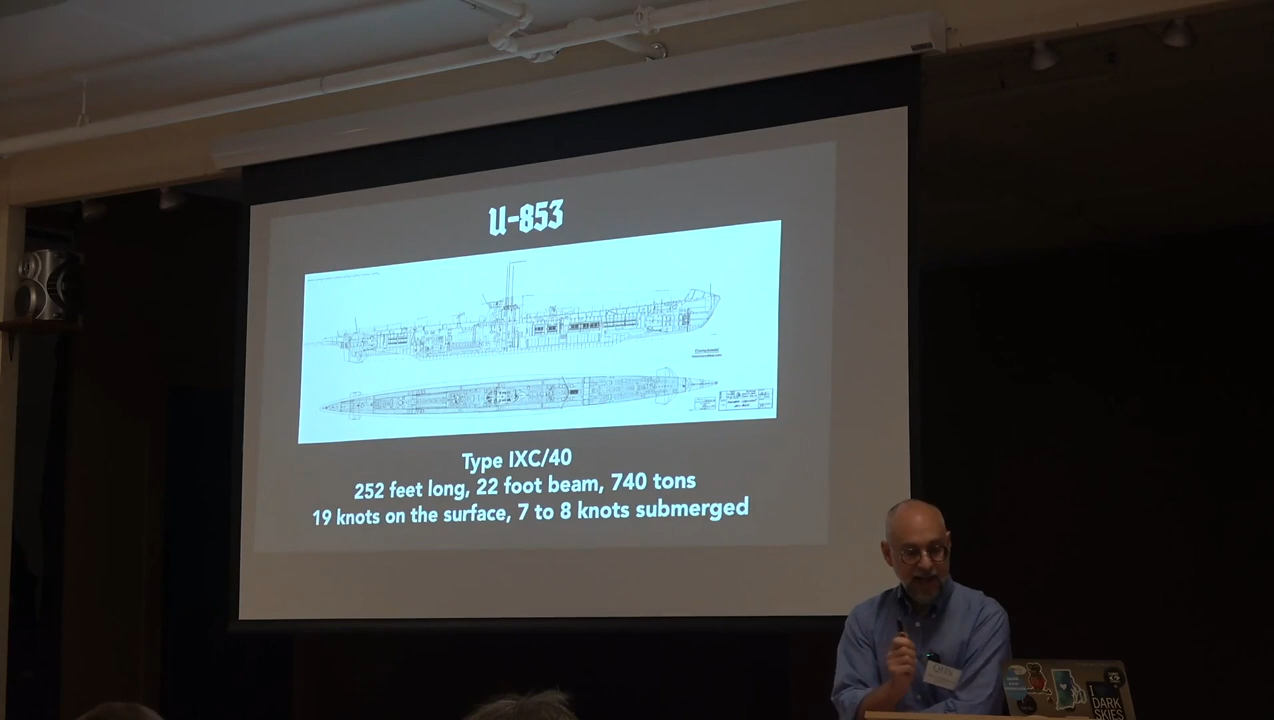 U-853
Type IXC/40
252 feet long, 22 foot beam, 740 tons
19 knots on the surface, 7 to 8 knots submerged
I
DARK
SKIES